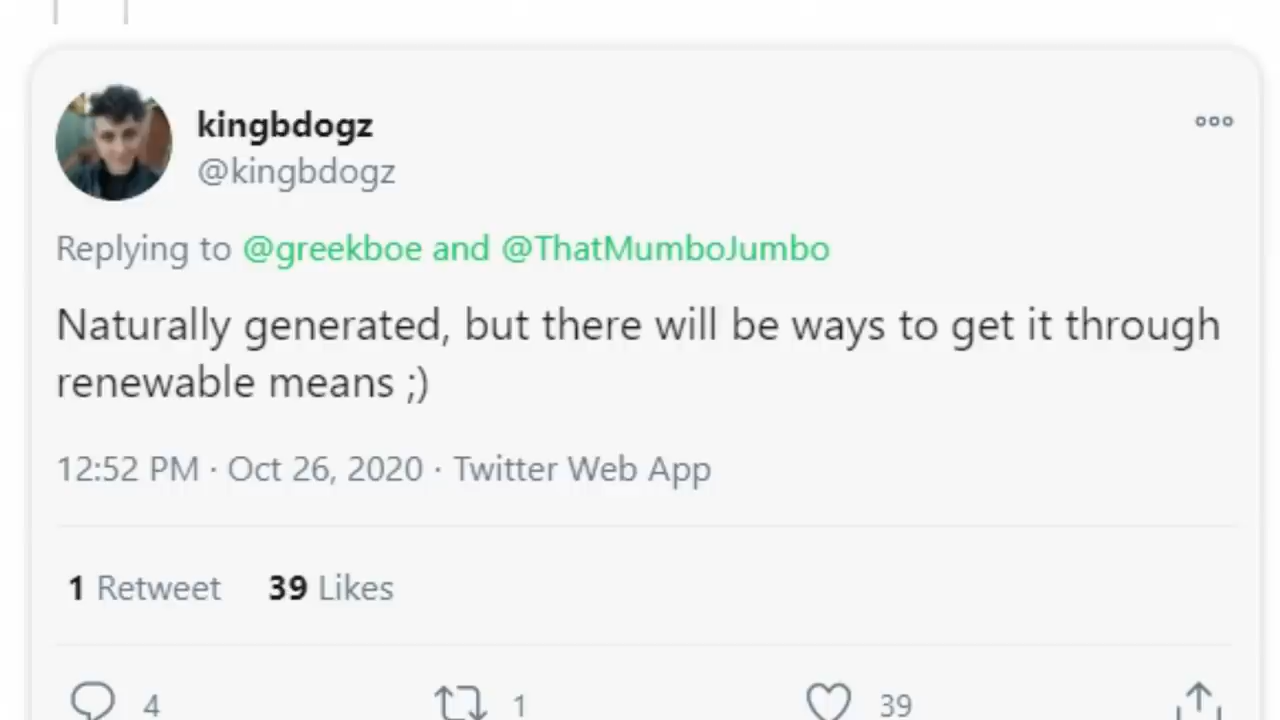 kingbdogz
@kingbdogz
Replying to @greekboe and @ThatMumboJumbo
Naturally generated, but there will be ways to get it through
renewable means ;)
12:52 PM · Oct 26, 2020 · Twitter Web App
1 Retweet 39 Likes
4 1 39